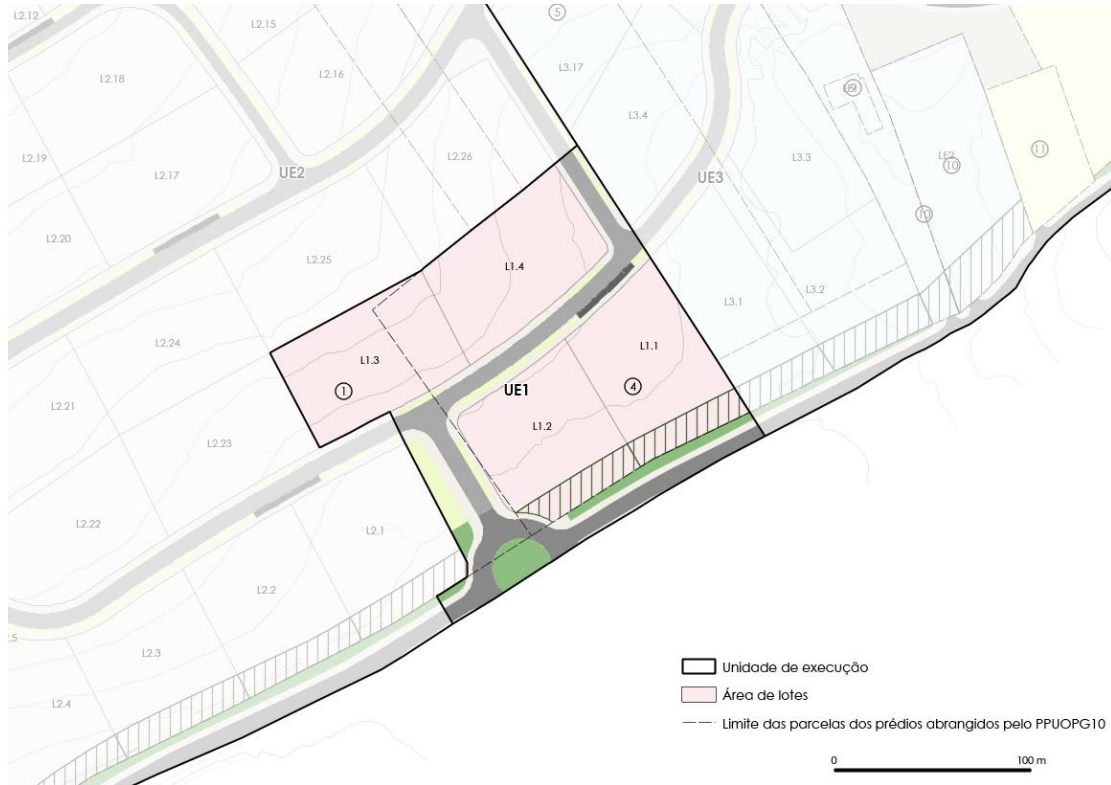 L2.12
L2.15
5
L2.18
L2.16
L3.17
L3.4
L2.19
L2.17
UE2
L2.26
L3.3
LE2
10
11
UE3
10
L2.20
L2.25
L1.4
L3.1
L3.2
L2.24
L1.3
1
L1.1
4
UE1
L2.21
L2.23
L1.2
L2.22
L2.1
L2.2
L2.3
L2.4
Unidade de execução
Área de lotes
Limite das parcelas dos prédios abrangidos pelo PPUOPG10
0 100 m